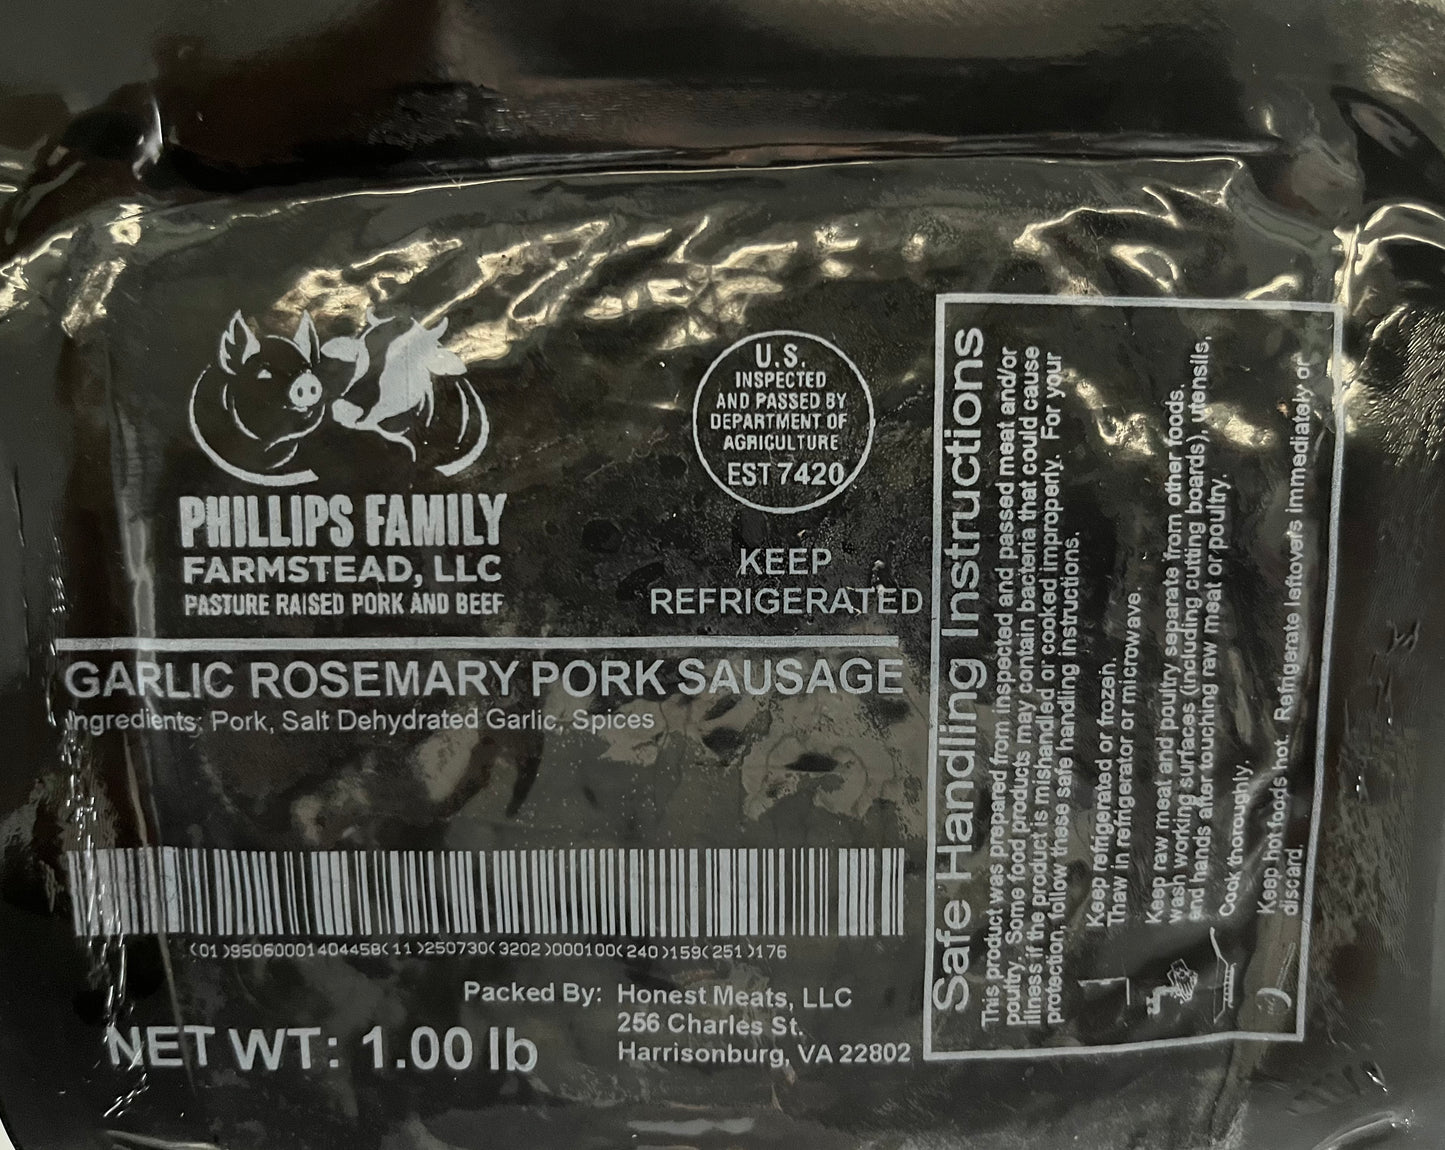 PHILLIPS FAMILY
FARMSTEAD, LLC
PASTURE RAISED PORK AND BEEF
U.S.
INSPECTED
AND PASSED BY
DEPARTMENT OF
AGRICULTURE
EST 7420
KEEP
REFRIGERATED
GARLIC ROSEMARY PORK SAUSAGE
Ingredients: Pork, Salt Dehydrated Garlic, Spices
(01)95060001404458(11)250730(3202)000100(240)159(251)176
Packed By: Honest Meats, LLC
256 Charles St.
Harrisonburg, VA 22802
NET WT: 1.00 lb
Safe Handling Instructions
This product was prepared from inspected and passed meat and/or
poultry. Some food products may contain bacteria that could cause
illness if the product is mishandled or cooked improperly. For your
protection, follow these safe handling instructions.
Keep refrigerated or frozen.
Thaw in refrigerator or microwave.
Keep raw meat and poultry separate from other foods.
wash working surfaces (including cutting boards), utensils,
and hands after touching raw meat or poultry.
Cook thoroughly.
Keep hot foods hot. Refrigerate leftovers immediately or
discard.